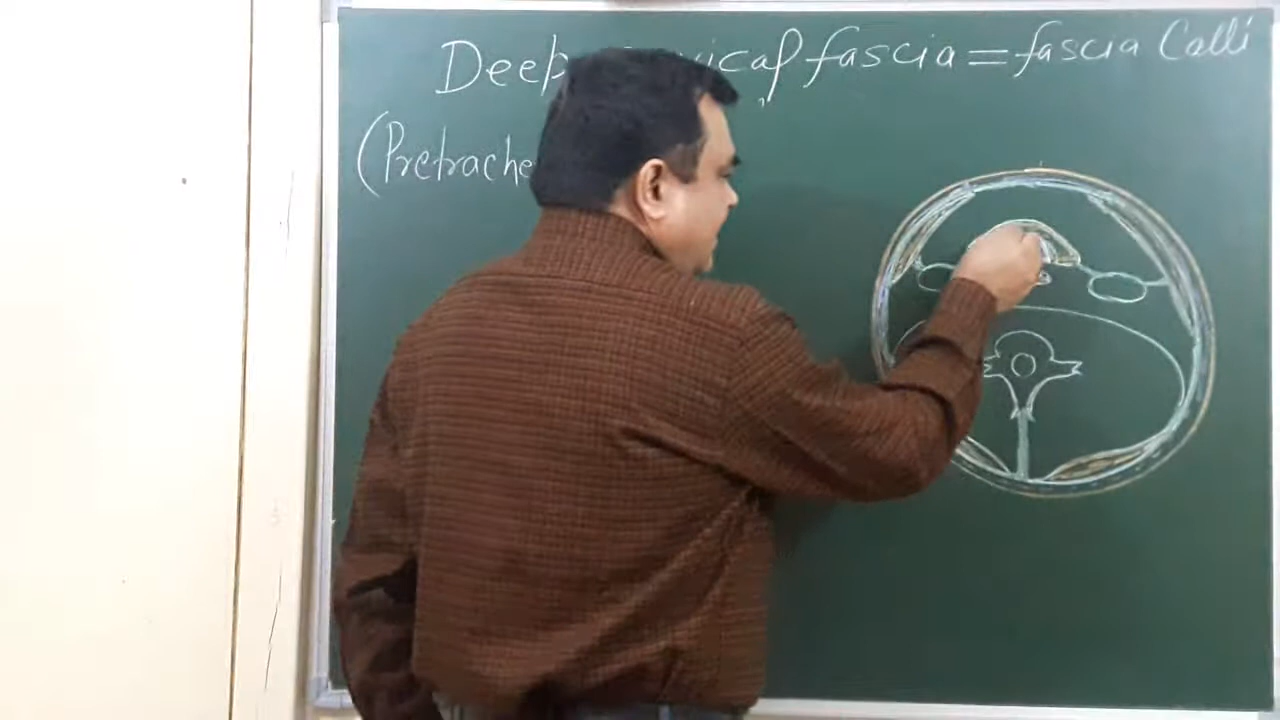 Deep fascia = fascia Colli
(Pretrache